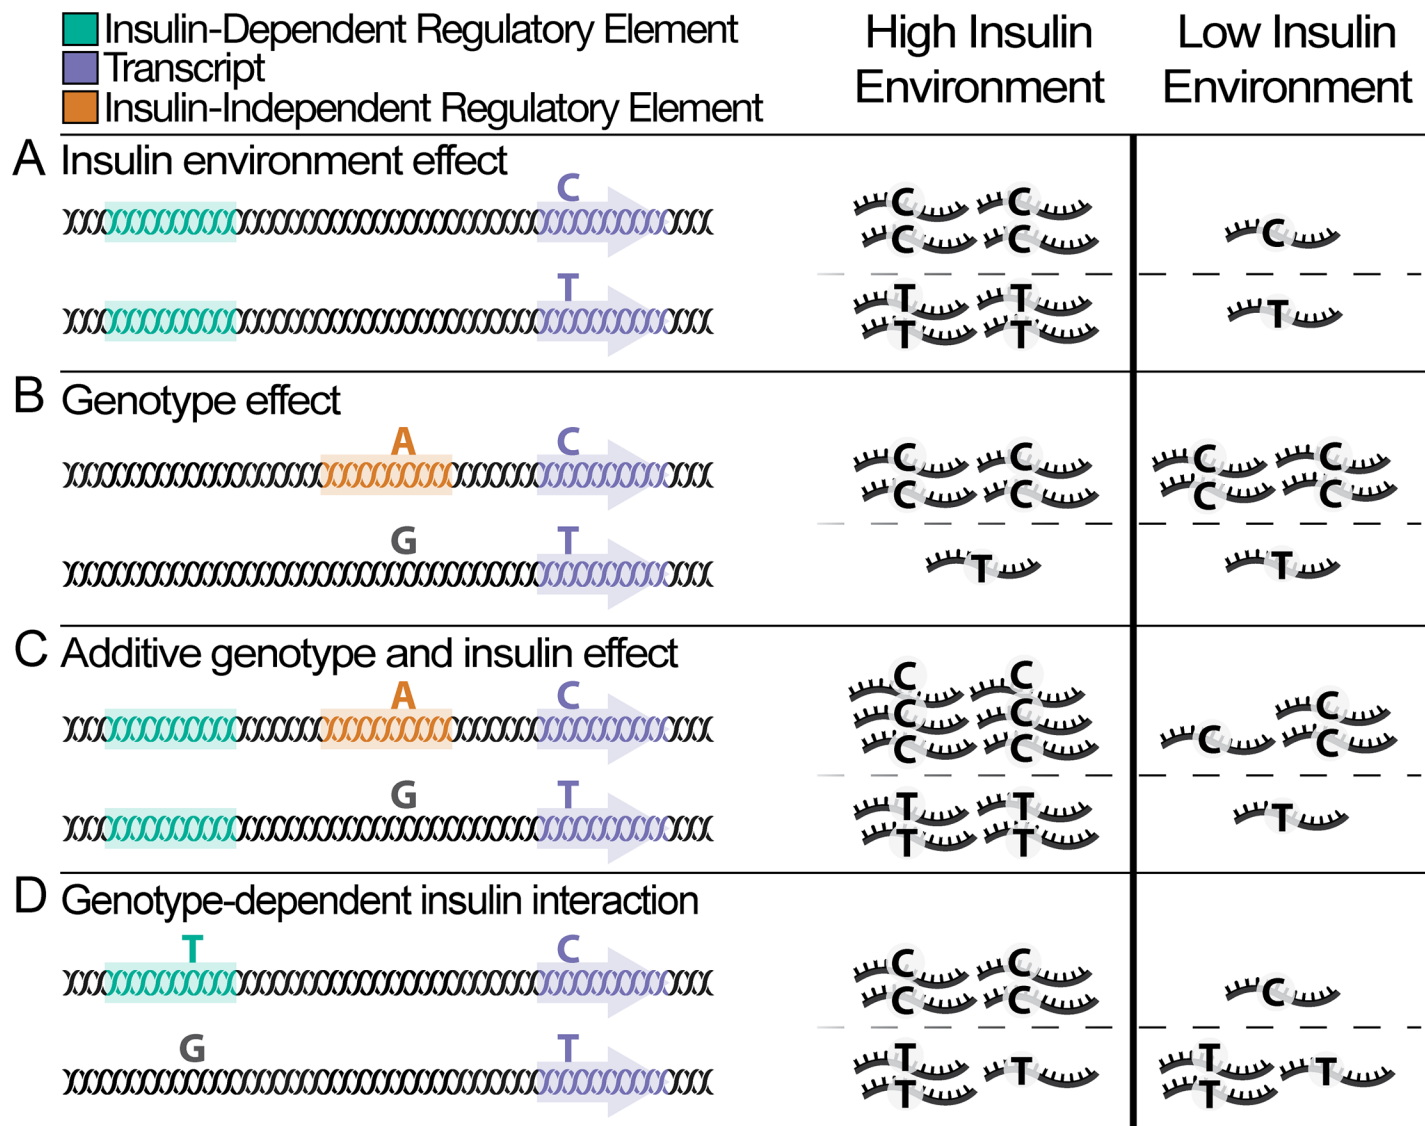 Insulin-Dependent Regulatory Element
Transcript
Insulin-Independent Regulatory Element
High Insulin
Environment
Low Insulin
Environment
A Insulin environment effect
C
C C
C C
C
T
T T
T T
T
B Genotype effect
A C
C C
C C
C C
C C
G T
T
T
C Additive genotype and insulin effect
A C
C C
C C
C C
C
C C
G T
T T
T T
T
D Genotype-dependent insulin interaction
T C
C C
C C
C
G T
T T
T
T T
T